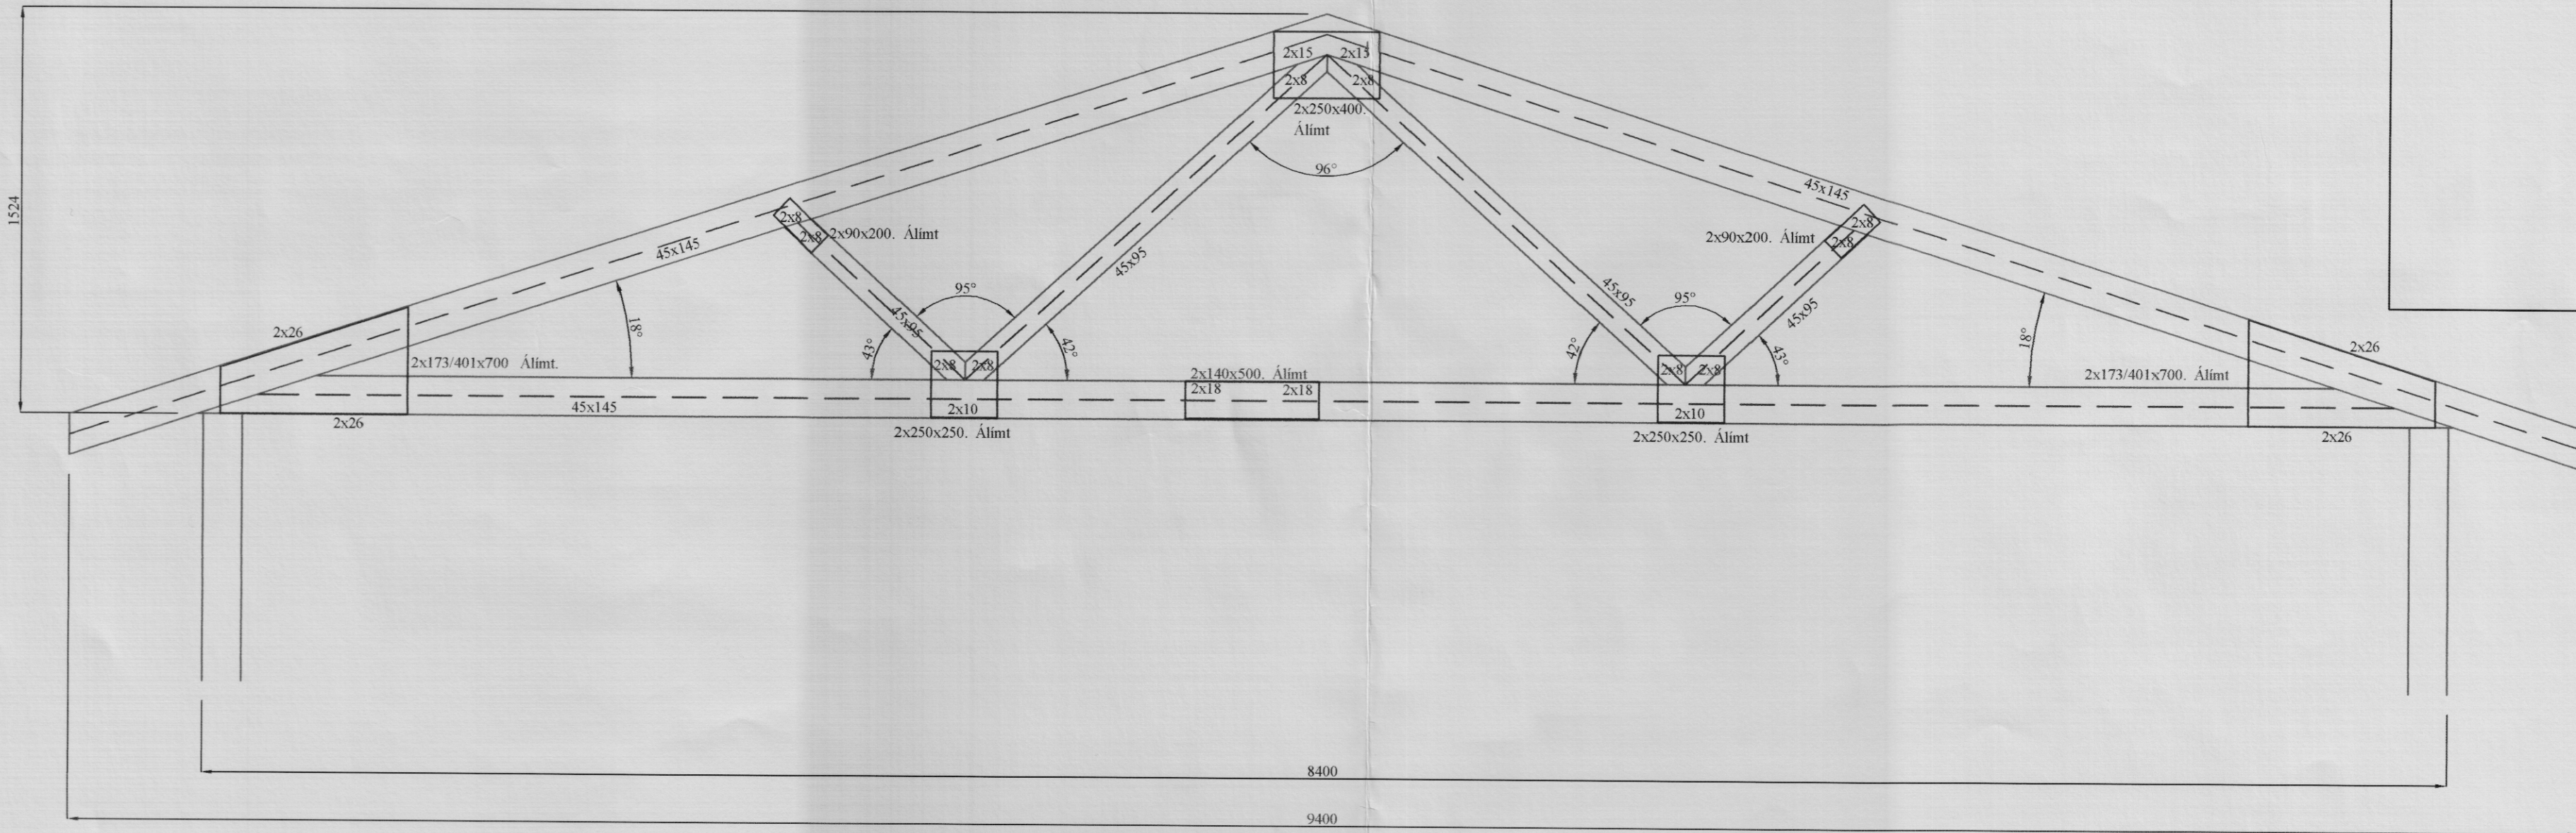 2x15 2x15
2x8 2x8
2x250x400.
Álímt
96°
1524
45x145
2x8
2x8
2x90x200. Álímt
45x145
2x8
2x8
2x90x200. Álímt
45x95
45x95
95°
45x95
95°
45x95
18°
43°
42°
42°
43°
18°
2x26
2x26
2x173/401x700 Álímt.
2x8 2x8
2x140x500. Álímt
2x8 2x8
2x173/401x700. Álímt
2x18 2x18
45x145
2x10
2x10
2x26
2x250x250. Álímt
2x250x250. Álímt
2x26
8400
9400